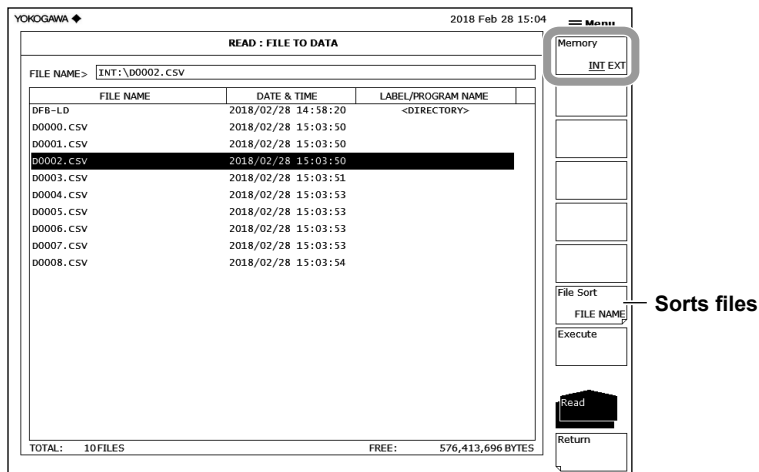 YOKOGAWA ◆
2018 Feb 28 15:04
Menu
READ : FILE TO DATA
FILE NAME> INT:\D0002.CSV
FILE NAME DATE & TIME LABEL/PROGRAM NAME
DFB-LD 2018/02/28 14:58:20 <DIRECTORY>
D0000.CSV 2018/02/28 15:03:50
D0001.CSV 2018/02/28 15:03:50
D0002.CSV 2018/02/28 15:03:50
D0003.CSV 2018/02/28 15:03:51
D0004.CSV 2018/02/28 15:03:53
D0005.CSV 2018/02/28 15:03:53
D0006.CSV 2018/02/28 15:03:53
D0007.CSV 2018/02/28 15:03:53
D0008.CSV 2018/02/28 15:03:54
TOTAL: 10FILES FREE: 576,413,696 BYTES
Memory
INT EXT
File Sort
FILE NAME
Execute
Read
Return
Sorts files